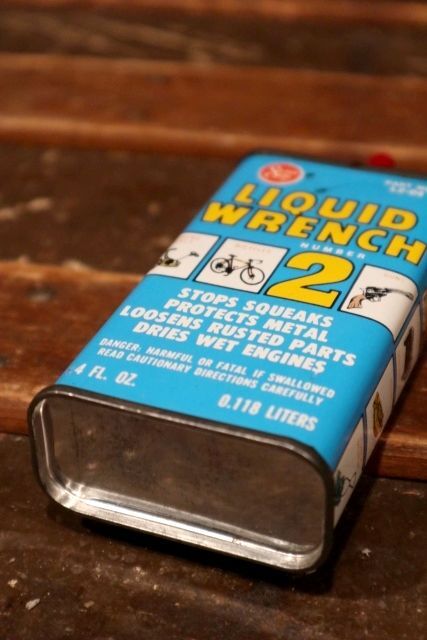 LIQUID
WRENCH
NUMBER
2
STOPS SQUEAKS
PROTECTS METAL
LOOSENS RUSTED PARTS
DRIES WET ENGINES
DANGER: HARMFUL OR FATAL IF SWALLOWED
READ CAUTIONARY DIRECTIONS CAREFULLY
4 FL. OZ.
0.118 LITERS